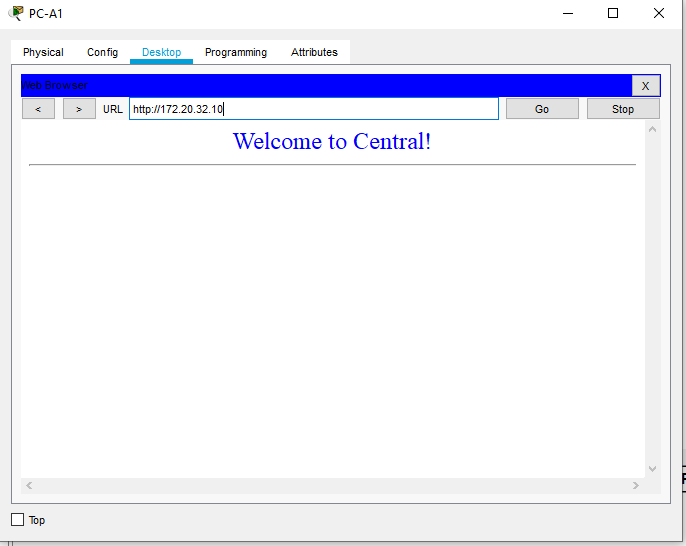 PC-A1
Physical Config Desktop Programming Attributes
Web Browser X
< > URL http://172.20.32.10 Go Stop
Welcome to Central!
Top